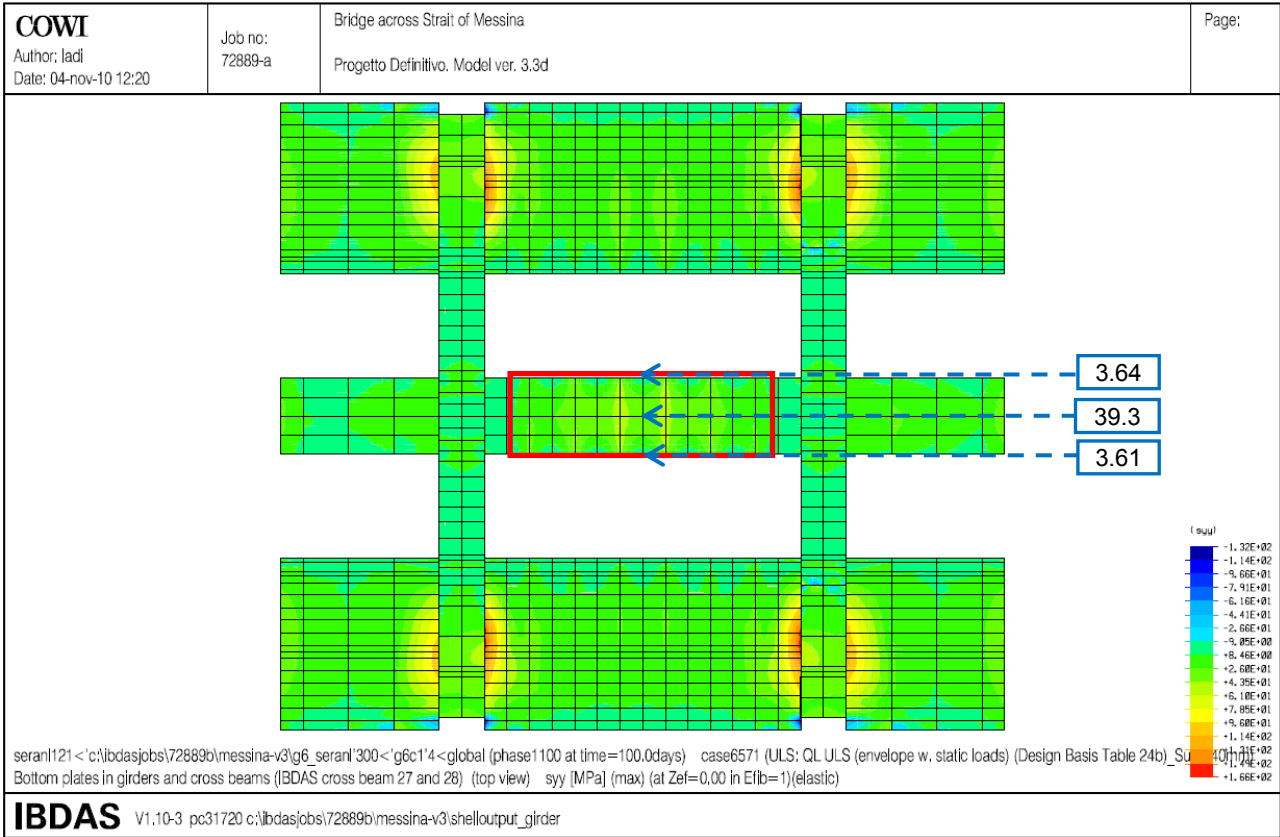 COWI
Author: ladi
Date: 04-nov-10 12:20
Job no:
72889-a
Bridge across Strait of Messina
Progetto Definitivo. Model ver. 3.3d
Page:
3.64
39.3
3.61
(syy)
-1.32E+02
-1.14E+02
-9.66E+01
-7.91E+01
-6.16E+01
-4.41E+01
-2.66E+01
-9.05E+00
+8.46E+00
+2.60E+01
+4.35E+01
+6.10E+01
+7.85E+01
+9.60E+01
+1.14E+02
+1.31E+02
+1.49E+02
+1.66E+02
seranl121<'c:\ibdasjobs\72889b\messina-v3\g6_seranl'300<'g6c1'4<global (phase1100 at time=100.0days) case6571 (ULS: QL ULS (envelope w. static loads) (Design Basis Table 24b)_
Bottom plates in girders and cross beams (IBDAS cross beam 27 and 28) (top view) syy [MPa] (max) (at Zef=0.00 in Efib=1)(elastic)
IBDAS V1.10-3 pc31720 c:\ibdasjobs\72889b\messina-v3\shelloutput_girder